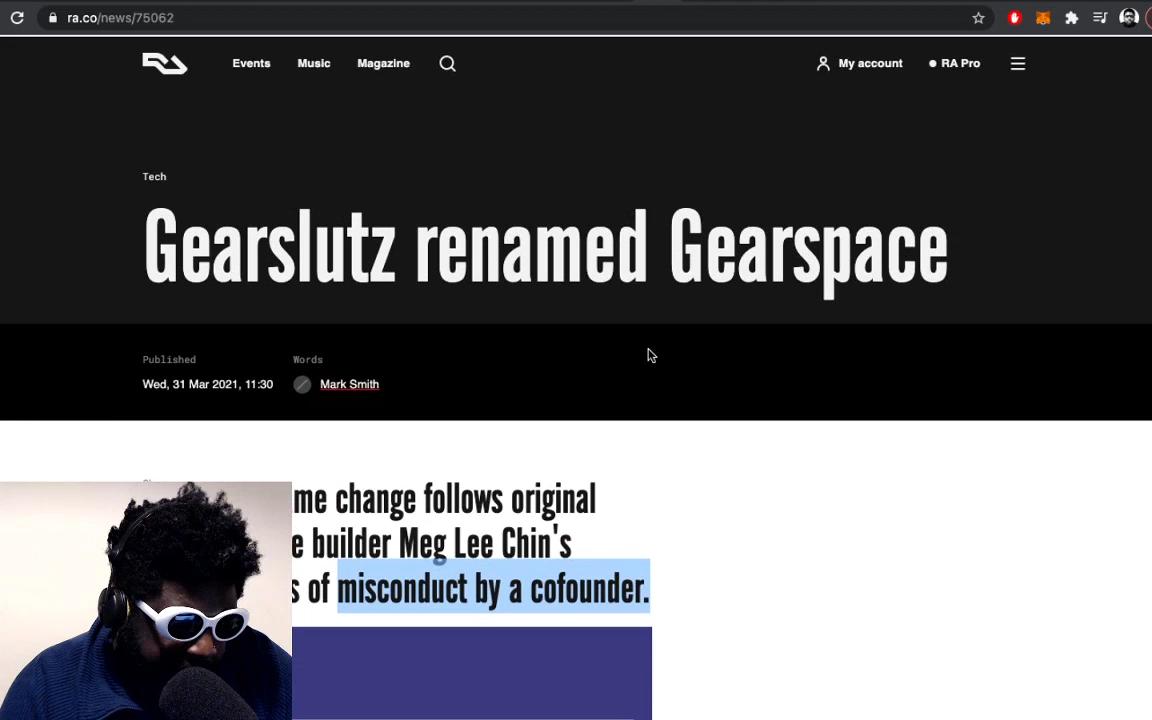 ra.co/news/75062
Events Music Magazine My account RA Pro
Tech
Gearslutz renamed Gearspace
Published Words
Wed, 31 Mar 2021, 11:30 Mark Smith
me change follows original
e builder Meg Lee Chin's
s of misconduct by a cofounder.